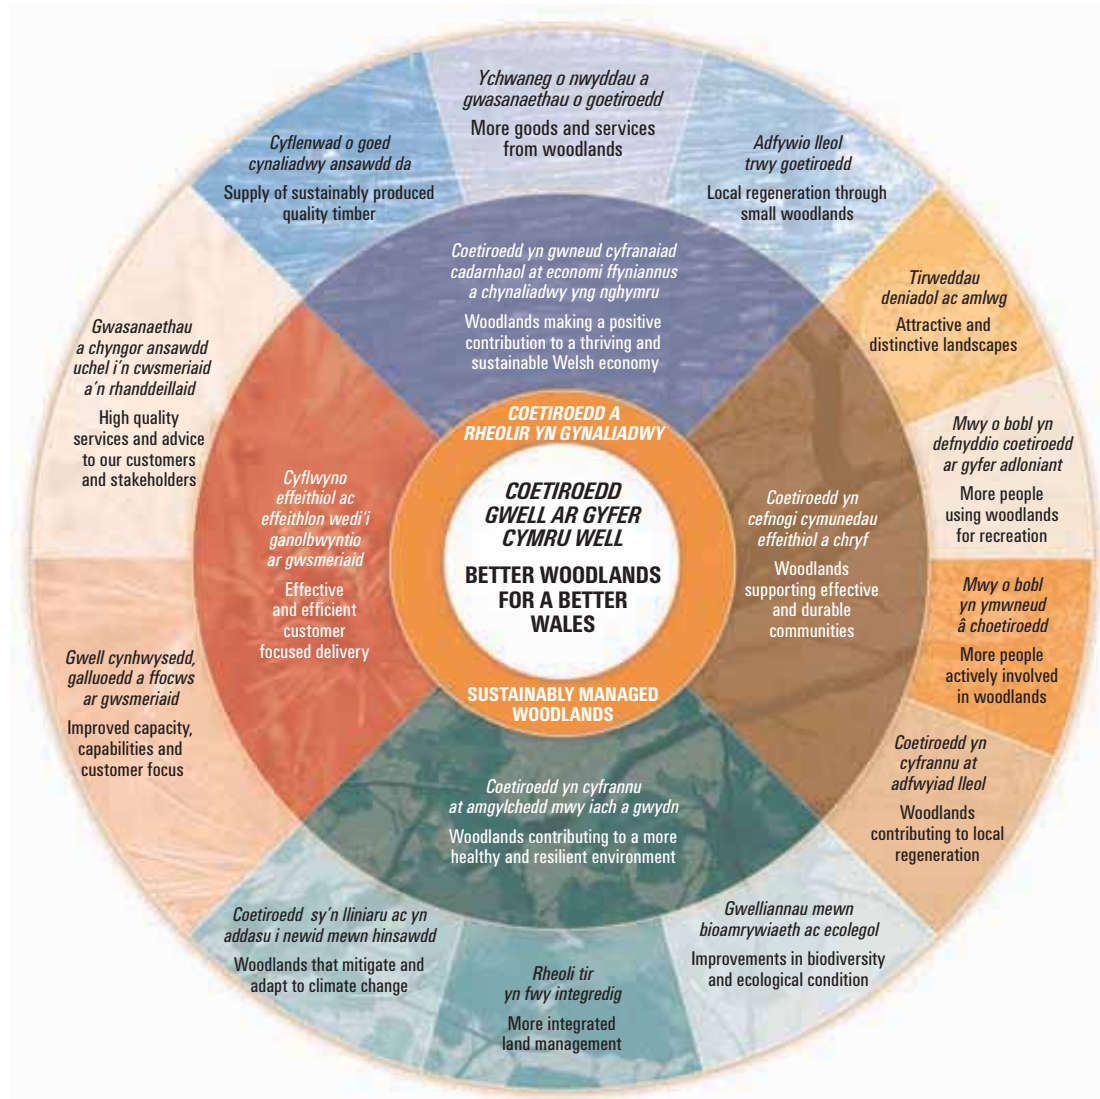 Ychwaneg o nwyddau a
gwasanaethau o goetiroedd
More goods and services
from woodlands
Cyflenwad o goed
cynaliadwy ansawdd da
Supply of sustainably produced
quality timber
Adfywio lleol
trwy goetiroedd
Local regeneration through
small woodlands
Coetiroedd yn gwneud cyfranaiad
cadarnhaol at economi ffyniannus
a chynaliadwy yng nghymru
Woodlands making a positive
contribution to a thriving and
sustainable Welsh economy
Tirweddau
deniadol ac amlwg
Attractive and
distinctive landscapes
Gwasanaethau
a chyngor ansawdd
uchel i'n cwsmeriaid
a'n rhanddeillaid
High quality
services and advice
to our customers
and stakeholders
Mwy o bobl yn
defnyddio coetiroedd
ar gyfer adloniant
More people
using woodlands
for recreation
COETIROEDD A
RHEOLIR YN GYNALIADWY
COETIROEDD
GWELL AR GYFER
CYMRU WELL
BETTER WOODLANDS
FOR A BETTER
WALES
SUSTAINABLY MANAGED
WOODLANDS
Cyflwyno
effeithiol ac
effeithlon wedi'i
ganolbwyntio
ar gwsmeriaid
Effective
and efficient
customer
focused delivery
Coetiroedd yn
cefnogi cymunedau
effeithiol a chryf
Woodlands
supporting effective
and durable
communities
Mwy o bobl
yn ymwneud
â choetiroedd
More people
actively involved
in woodlands
Gwell cynhwysedd,
galluoedd a ffocws
ar gwsmeriaid
Improved capacity,
capabilities and
customer focus
Coetiroedd yn
cyfrannu at
adfwyiad lleol
Woodlands
contributing to local
regeneration
Coetiroedd yn cyfrannu
at amgylchedd mwy iach a gwydn
Woodlands contributing to a more
healthy and resilient environment
Coetiroedd sy'n lliniaru ac yn
addasu i newid mewn hinsawdd
Woodlands that mitigate and
adapt to climate change
Rheoli tir
yn fwy integredig
More integrated
land management
Gwelliannau mewn
bioamrywiaeth ac ecolegol
Improvements in biodiversity
and ecological condition